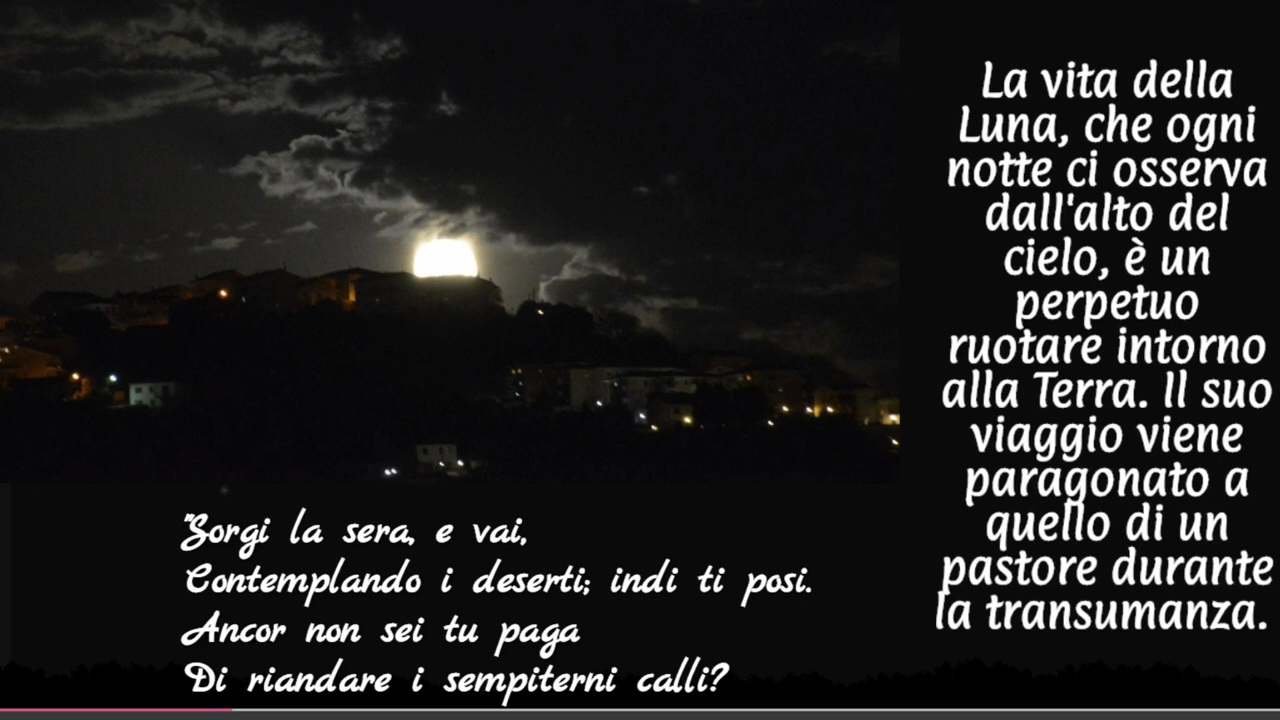 "Sorgi la sera, e vai,
Contemplando i deserti; indi ti posi.
Ancor non sei tu paga
Di riandare i sempiterni calli?
La vita della
Luna, che ogni
notte ci osserva
dall'alto del
cielo, è un
perpetuo
ruotare intorno
alla Terra. Il suo
viaggio viene
paragonato a
quello di un
pastore durante
la transumanza.